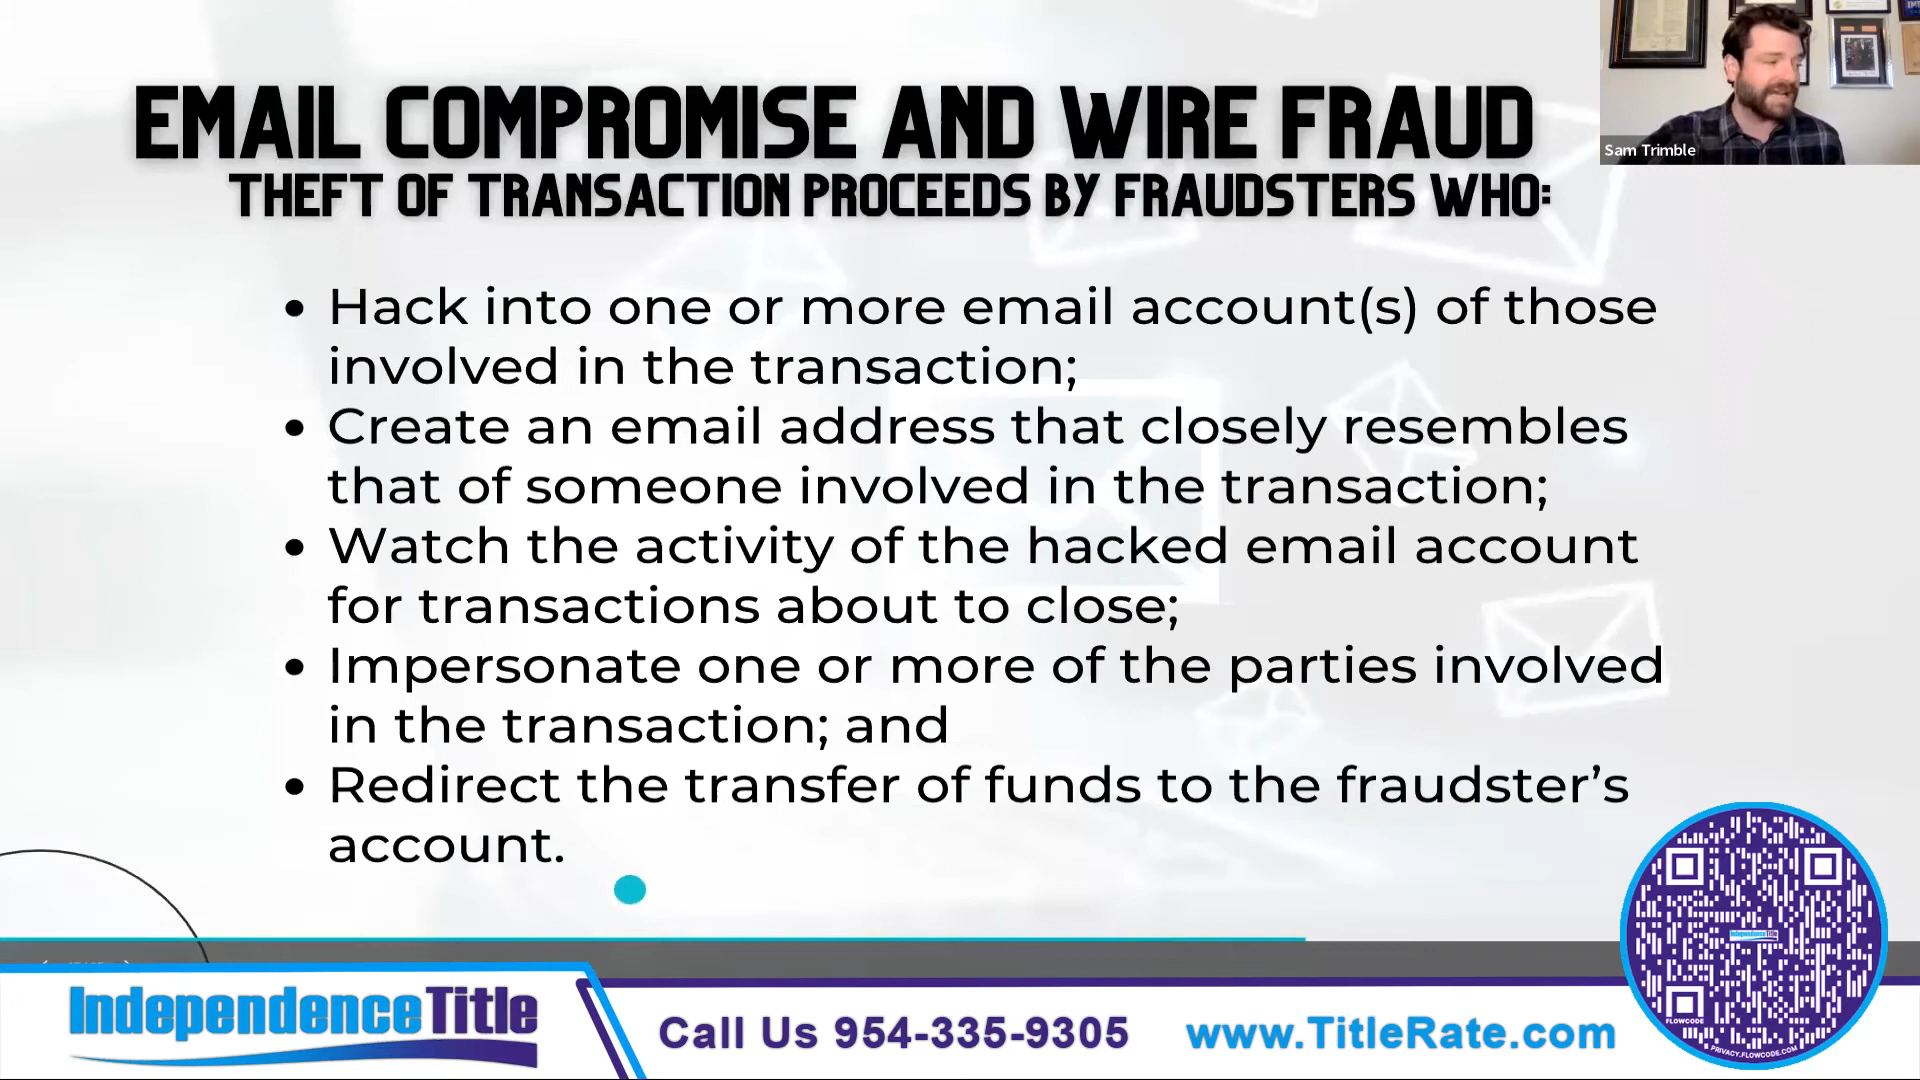 EMAIL COMPROMISE AND WIRE FRAUD
THEFT OF TRANSACTION PROCEEDS BY FRAUDSTERS WHO:
Sam Trimble
• Hack into one or more email account(s) of those
involved in the transaction;
• Create an email address that closely resembles
that of someone involved in the transaction;
• Watch the activity of the hacked email account
for transactions about to close;
• Impersonate one or more of the parties involved
in the transaction; and
• Redirect the transfer of funds to the fraudster’s
account.
IndependenceTitle
Call Us 954-335-9305
www.TitleRate.com
IndependenceTitle
FLOWCODE
PRIVACY.FLOWCODE.COM